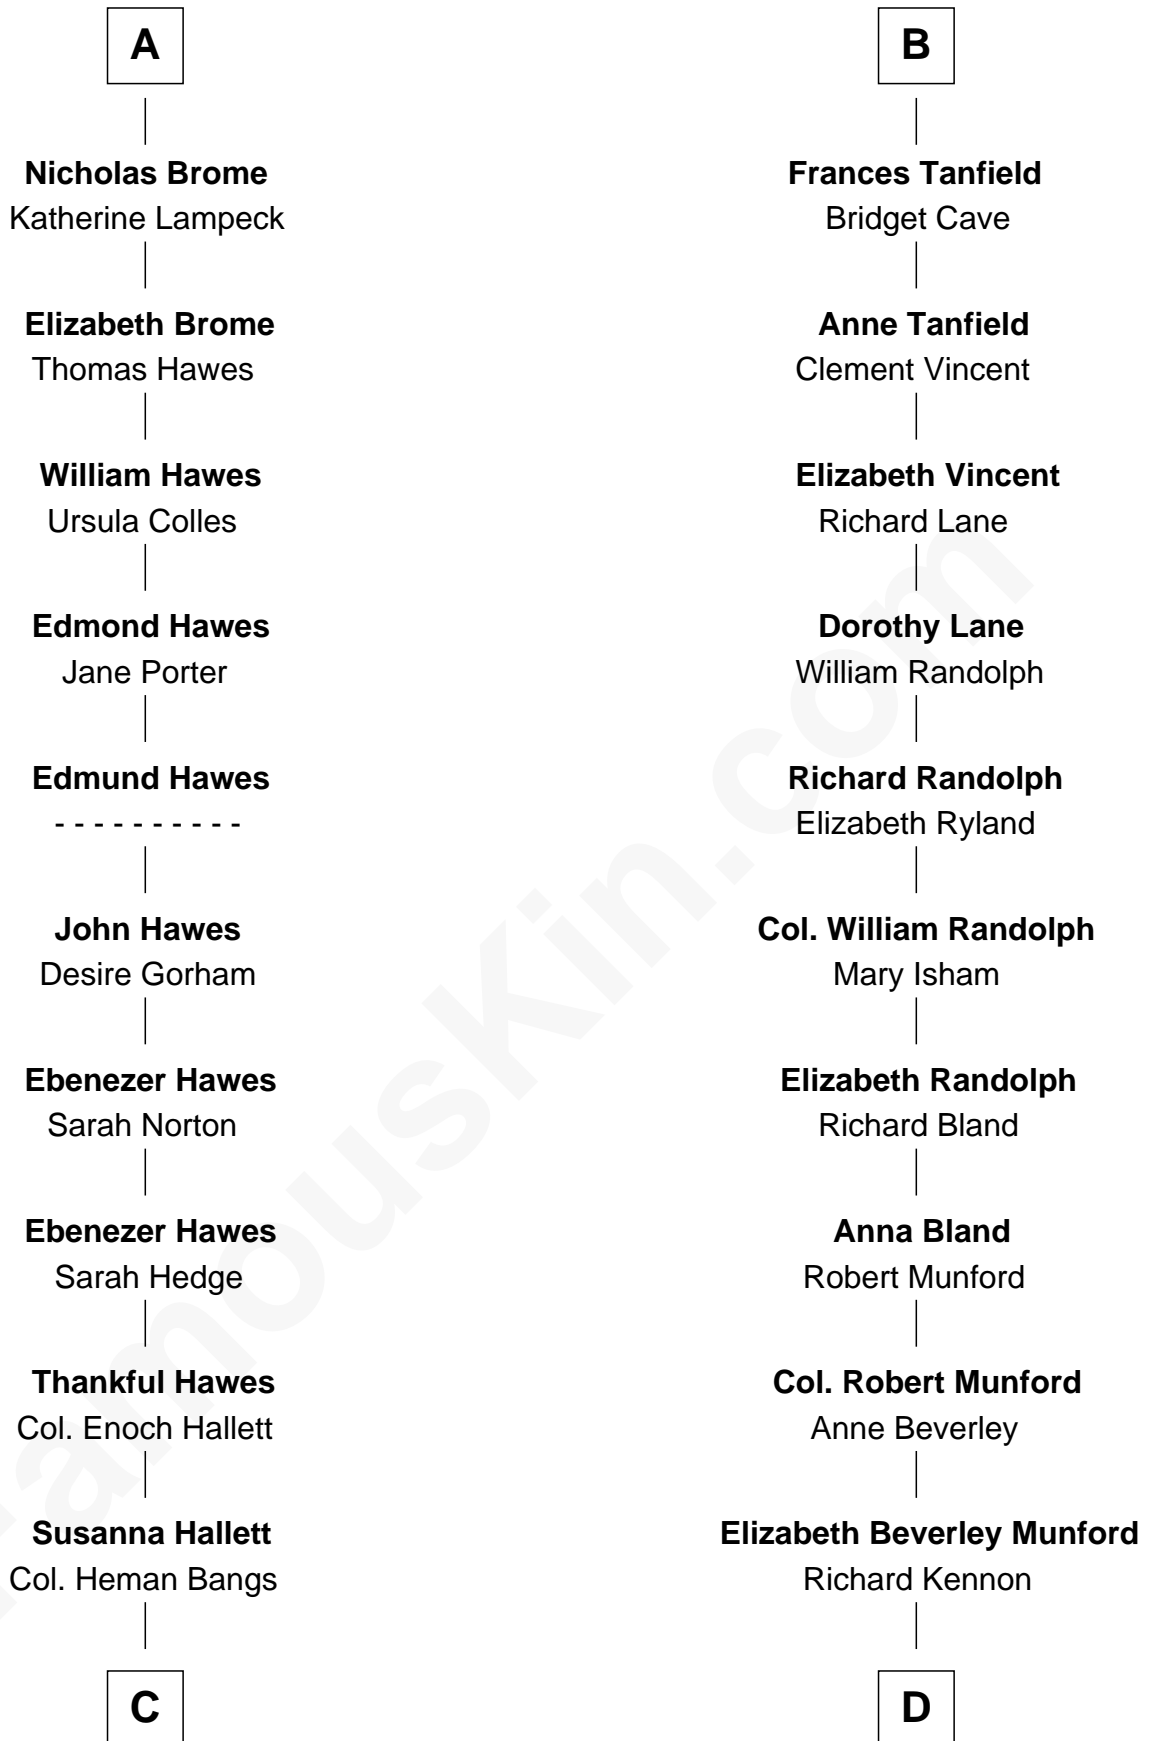 A
Nicholas Brome
Katherine Lampeck
Elizabeth Brome
Thomas Hawes
William Hawes
Ursula Colles
Edmond Hawes
Jane Porter
Edmund Hawes
- - - - - - - - - -
John Hawes
Desire Gorham
Ebenezer Hawes
Sarah Norton
Ebenezer Hawes
Sarah Hedge
Thankful Hawes
Col. Enoch Hallett
Susanna Hallett
Col. Heman Bangs
C
B
Frances Tanfield
Bridget Cave
Anne Tanfield
Clement Vincent
Elizabeth Vincent
Richard Lane
Dorothy Lane
William Randolph
Richard Randolph
Elizabeth Ryland
Col. William Randolph
Mary Isham
Elizabeth Randolph
Richard Bland
Anna Bland
Robert Munford
Col. Robert Munford
Anne Beverley
Elizabeth Beverley Munford
Richard Kennon
D
FamousKin.com